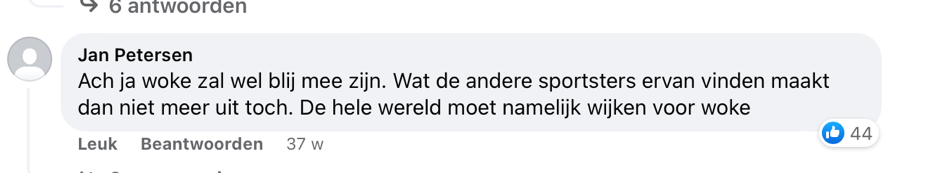 6 antwoorden
Jan Petersen
Ach ja woke zal wel blij mee zijn. Wat de andere sportsters ervan vinden maakt
dan niet meer uit toch. De hele wereld moet namelijk wijken voor woke
Leuk Beantwoorden 37 w
44